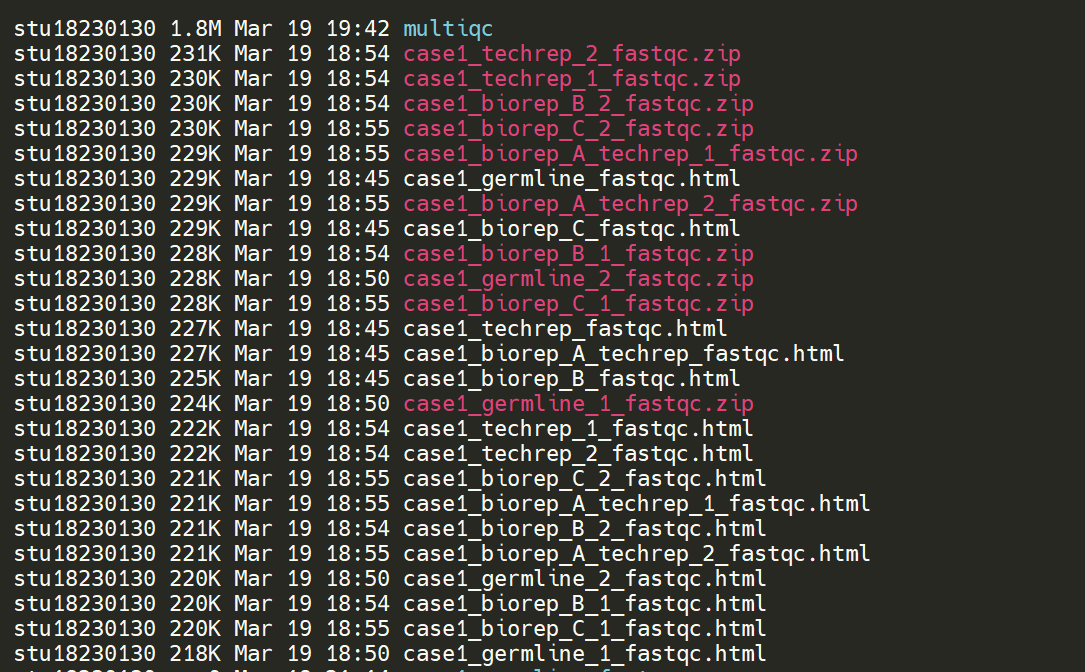 stu18230130 1.8M Mar 19 19:42 multiqc
stu18230130 231K Mar 19 18:54 case1_techrep_2_fastqc.zip
stu18230130 230K Mar 19 18:54 case1_techrep_1_fastqc.zip
stu18230130 230K Mar 19 18:54 case1_biorep_B_2_fastqc.zip
stu18230130 230K Mar 19 18:55 case1_biorep_C_2_fastqc.zip
stu18230130 229K Mar 19 18:55 case1_biorep_A_techrep_1_fastqc.zip
stu18230130 229K Mar 19 18:45 case1_germline_fastqc.html
stu18230130 229K Mar 19 18:55 case1_biorep_A_techrep_2_fastqc.zip
stu18230130 229K Mar 19 18:45 case1_biorep_C_fastqc.html
stu18230130 228K Mar 19 18:54 case1_biorep_B_1_fastqc.zip
stu18230130 228K Mar 19 18:50 case1_germline_2_fastqc.zip
stu18230130 228K Mar 19 18:55 case1_biorep_C_1_fastqc.zip
stu18230130 227K Mar 19 18:45 case1_techrep_fastqc.html
stu18230130 227K Mar 19 18:45 case1_biorep_A_techrep_fastqc.html
stu18230130 225K Mar 19 18:45 case1_biorep_B_fastqc.html
stu18230130 224K Mar 19 18:50 case1_germline_1_fastqc.zip
stu18230130 222K Mar 19 18:54 case1_techrep_1_fastqc.html
stu18230130 222K Mar 19 18:54 case1_techrep_2_fastqc.html
stu18230130 221K Mar 19 18:55 case1_biorep_C_2_fastqc.html
stu18230130 221K Mar 19 18:55 case1_biorep_A_techrep_1_fastqc.html
stu18230130 221K Mar 19 18:54 case1_biorep_B_2_fastqc.html
stu18230130 221K Mar 19 18:55 case1_biorep_A_techrep_2_fastqc.html
stu18230130 220K Mar 19 18:50 case1_germline_2_fastqc.html
stu18230130 220K Mar 19 18:54 case1_biorep_B_1_fastqc.html
stu18230130 220K Mar 19 18:55 case1_biorep_C_1_fastqc.html
stu18230130 218K Mar 19 18:50 case1_germline_1_fastqc.html